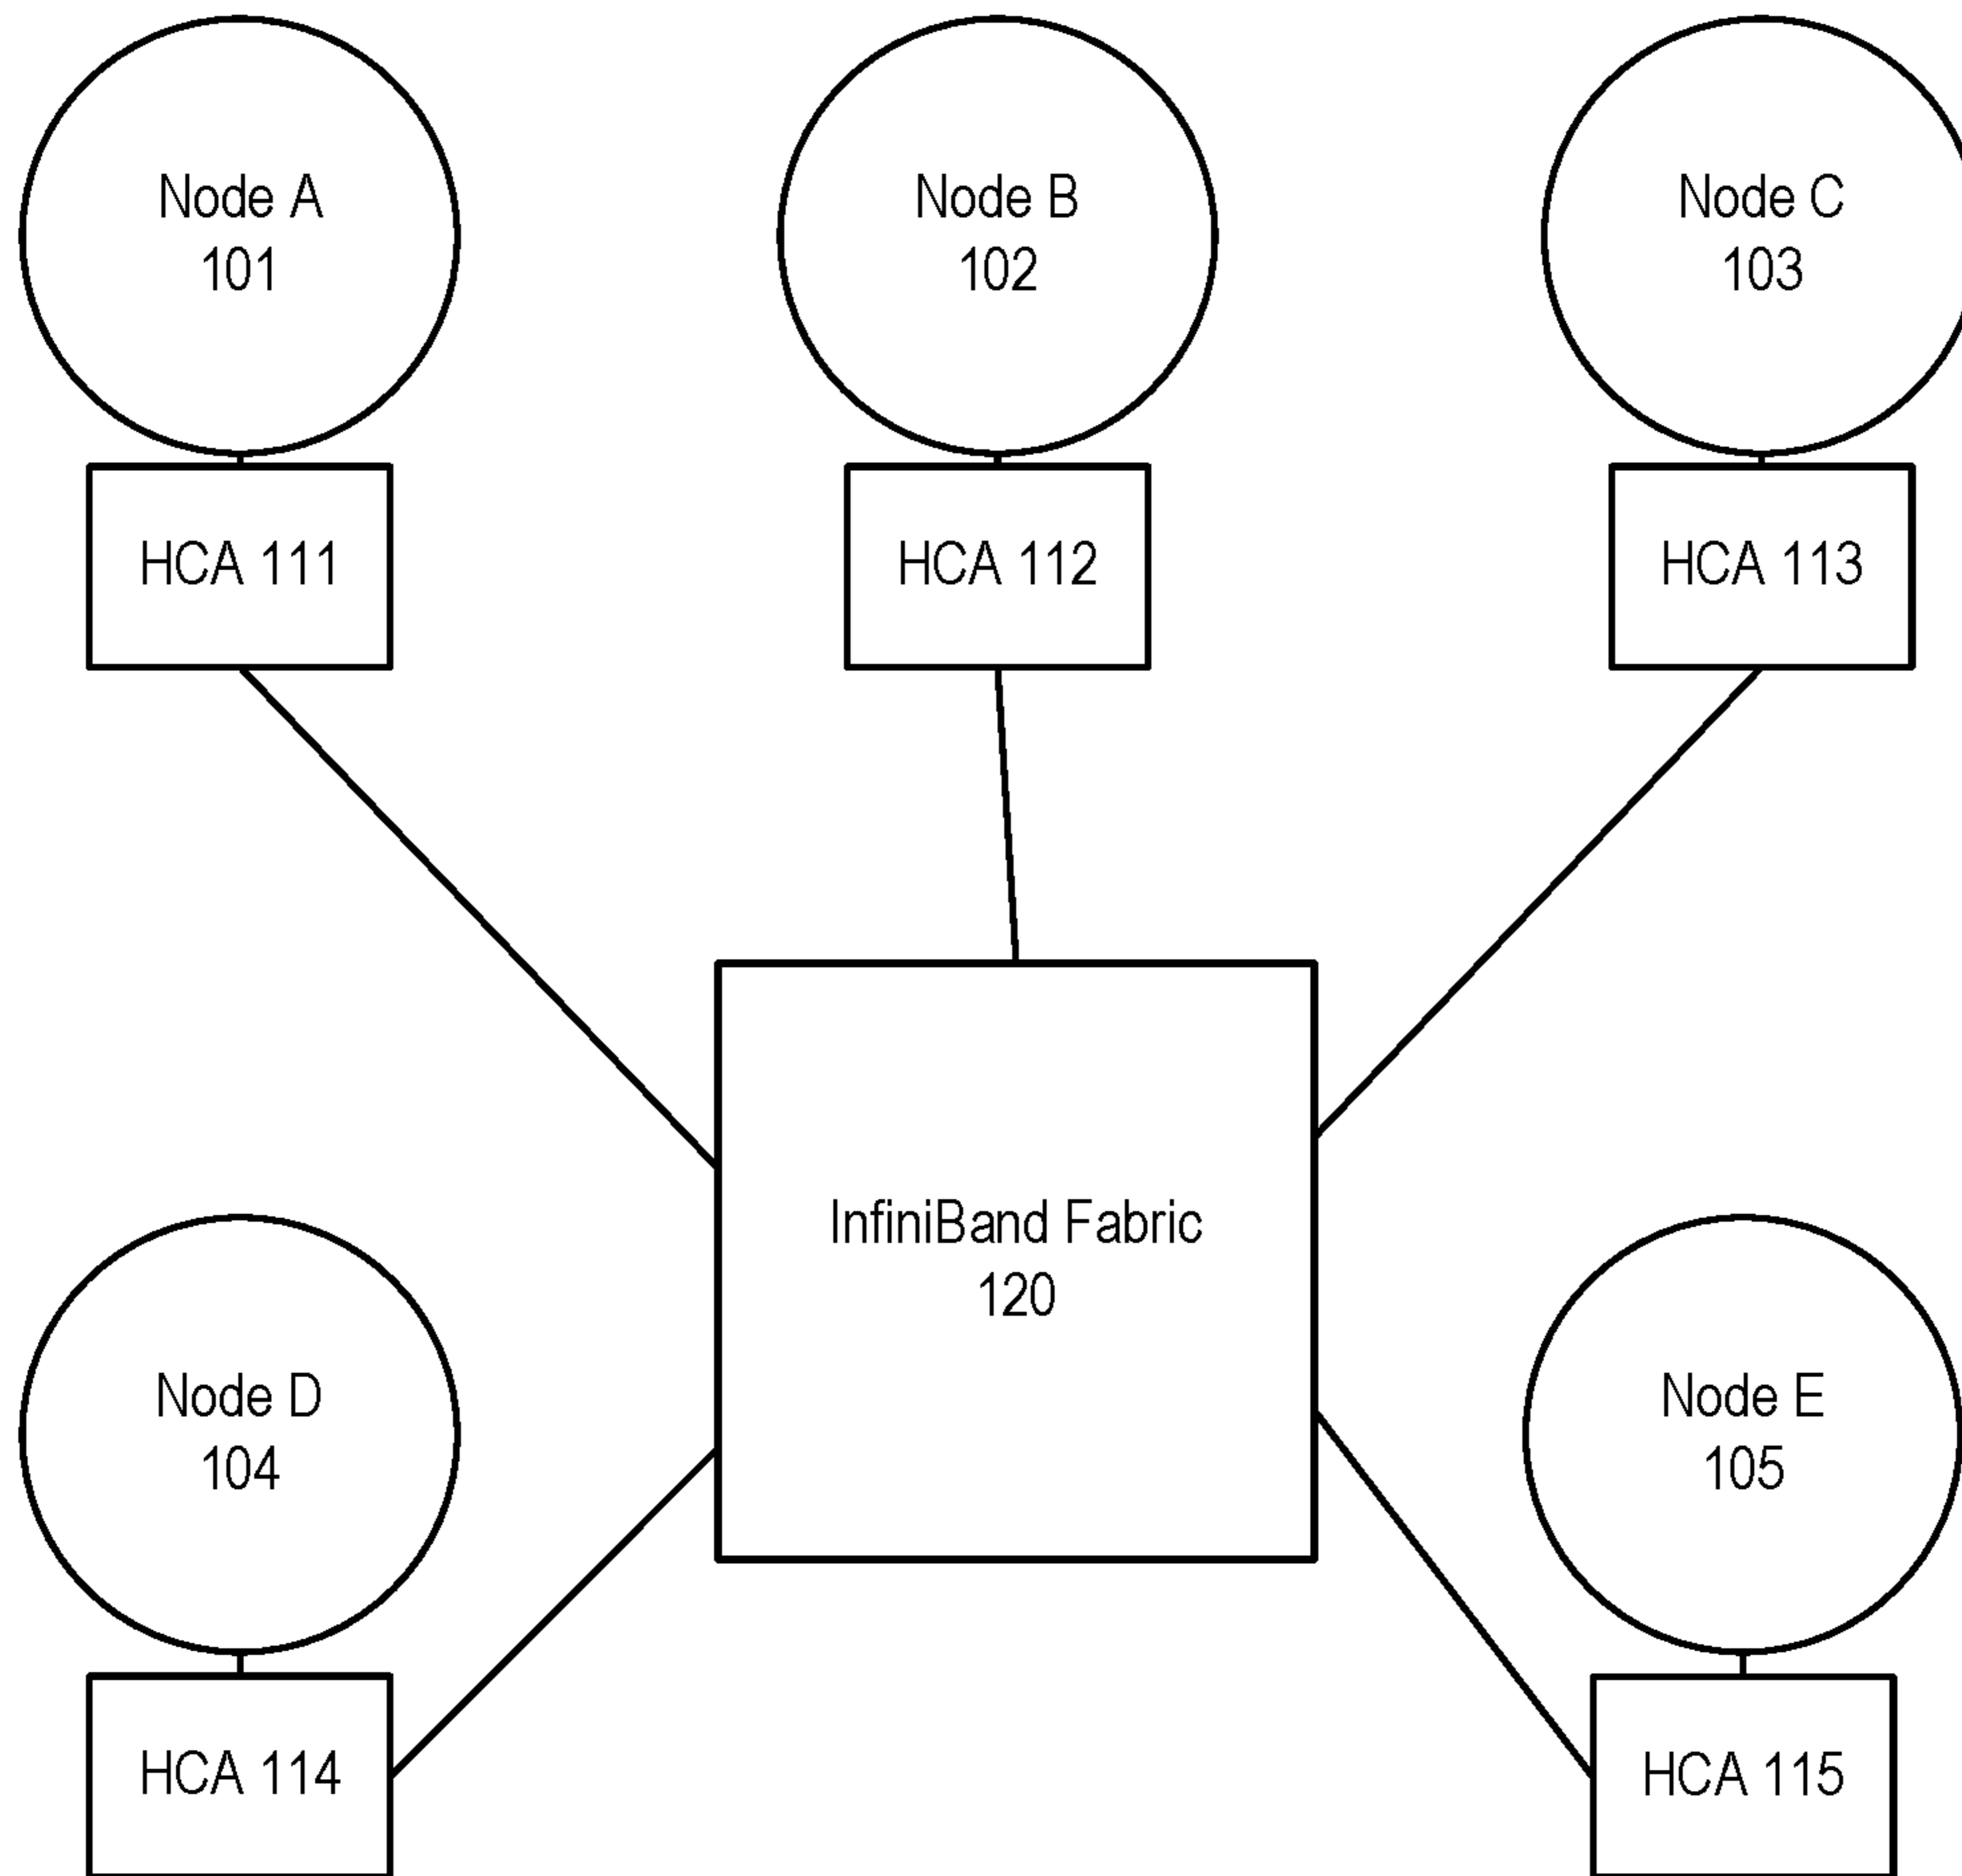 Node A
101
Node B
102
Node C
103
HCA 111
HCA 112
HCA 113
InfiniBand Fabric
120
Node D
104
Node E
105
HCA 114
HCA 115